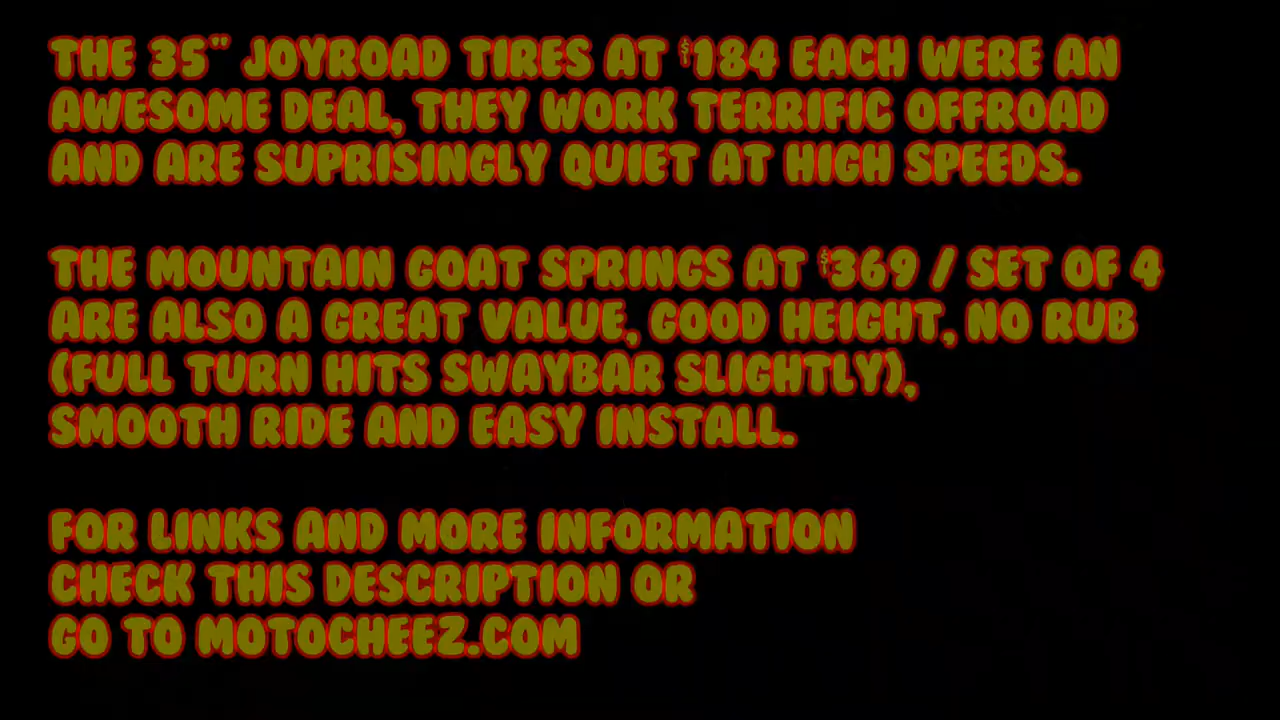 THE 35" JOYROAD TIRES AT $184 EACH WERE AN
AWESOME DEAL, THEY WORK TERRIFIC OFFROAD
AND ARE SUPRISINGLY QUIET AT HIGH SPEEDS.
THE MOUNTAIN GOAT SPRINGS AT $369 / SET OF 4
ARE ALSO A GREAT VALUE, GOOD HEIGHT, NO RUB
(FULL TURN HITS SWAYBAR SLIGHTLY),
SMOOTH RIDE AND EASY INSTALL.
FOR LINKS AND MORE INFORMATION
CHECK THIS DESCRIPTION OR
GO TO MOTOCHEEZ.COM